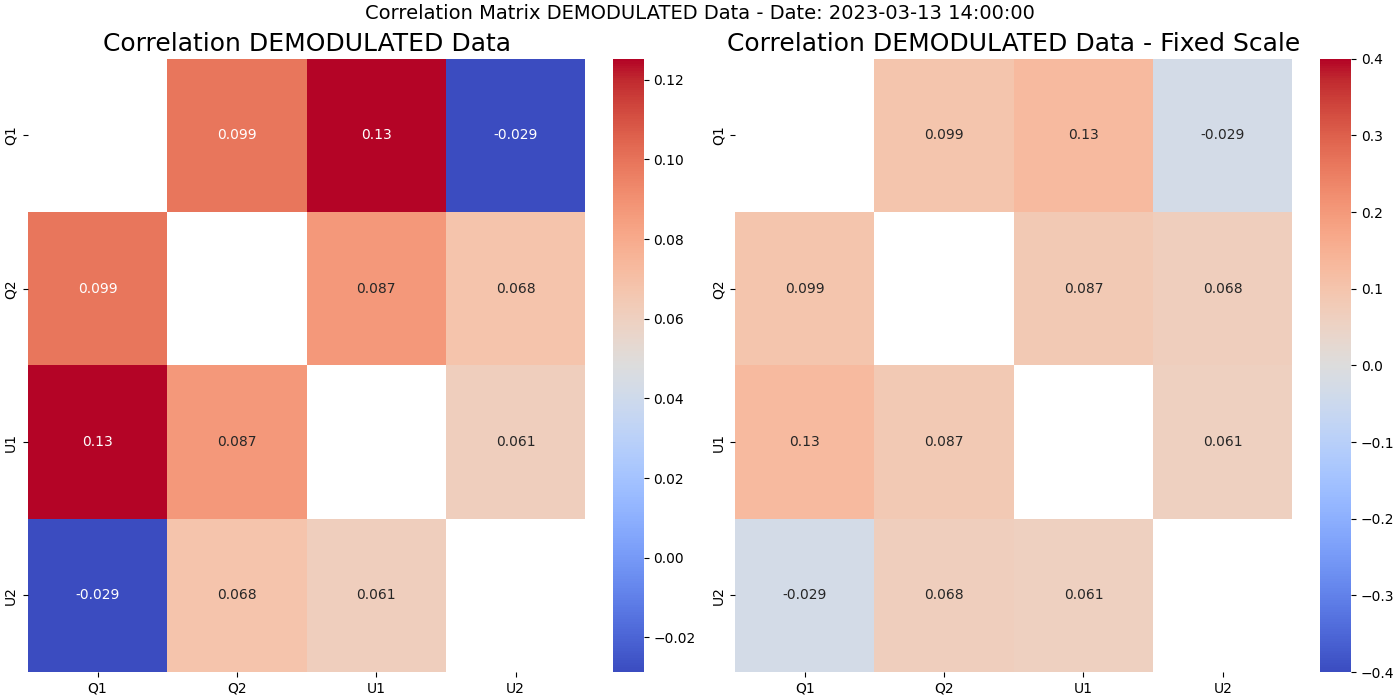 Correlation Matrix DEMODULATED Data - Date: 2023-03-13 14:00:00
Correlation DEMODULATED Data
Q1
0.099
0.13
-0.029
Q2
0.099
0.087
0.068
U1
0.13
0.087
0.061
U2
-0.029
0.068
0.061
Q1
Q2
U1
U2
0.12
0.10
0.08
0.06
0.04
0.02
0.00
−0.02
Correlation DEMODULATED Data - Fixed Scale
Q1
0.099
0.13
-0.029
Q2
0.099
0.087
0.068
U1
0.13
0.087
0.061
U2
-0.029
0.068
0.061
Q1
Q2
U1
U2
0.4
0.3
0.2
0.1
0.0
−0.1
−0.2
−0.3
−0.4